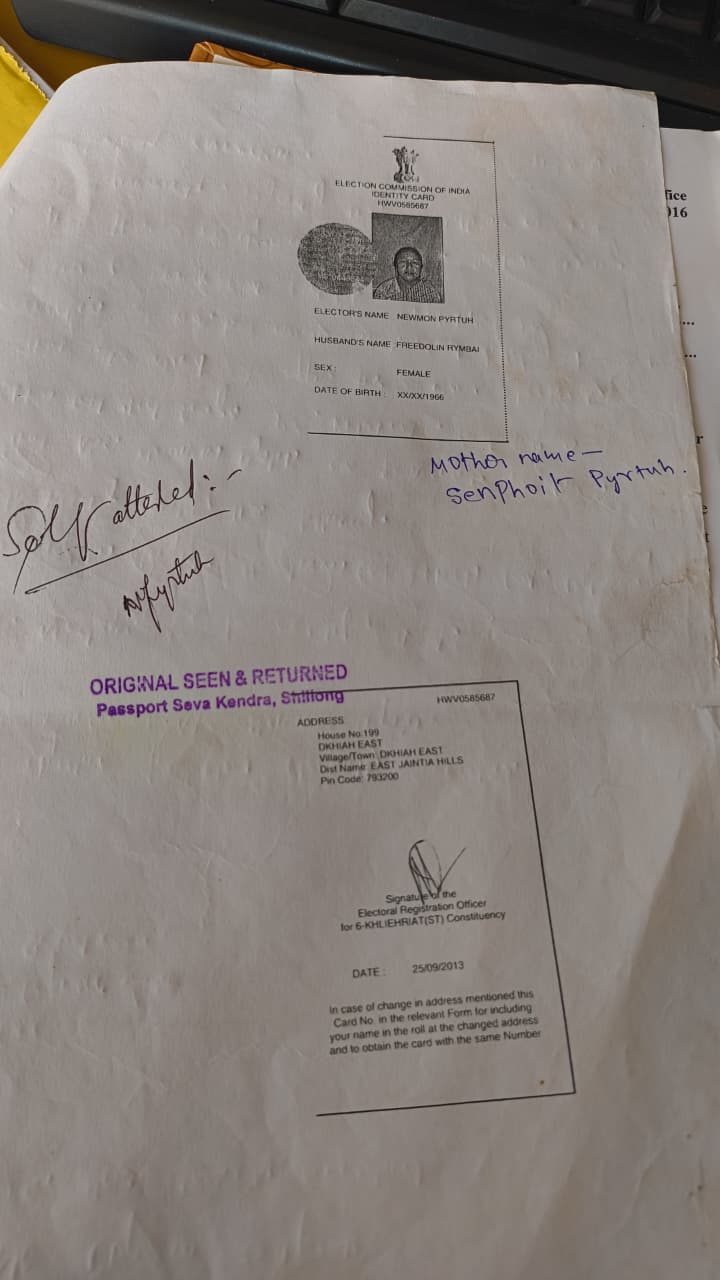 ELECTION COMMISSION OF INDIA
IDENTITY CARD
HWV0585687
ELECTOR'S NAME NEWMON PYRTUH
HUSBAND'S NAME :FREEDOLIN RYMBAI
SEX : FEMALE
DATE OF BIRTH : XX/XX/1966
Mother name —
Senphoit Pyrtuh.
Self attested:-
NPyrtuh
ORIGINAL SEEN & RETURNED
Passport Seva Kendra, Shillong
HWV0585687
ADDRESS
House No.199
DKHIAH EAST
Village/Town: DKHIAH EAST
Dist Name: EAST JAINTIA HILLS
Pin Code: 793200
Signature of the
Electoral Registration Officer
for 6-KHLIEHRIAT(ST) Constituency
DATE : 25/09/2013
In case of change in address mentioned this
Card No. in the relevant Form for including
your name in the roll at the changed address
and to obtain the card with the same Number